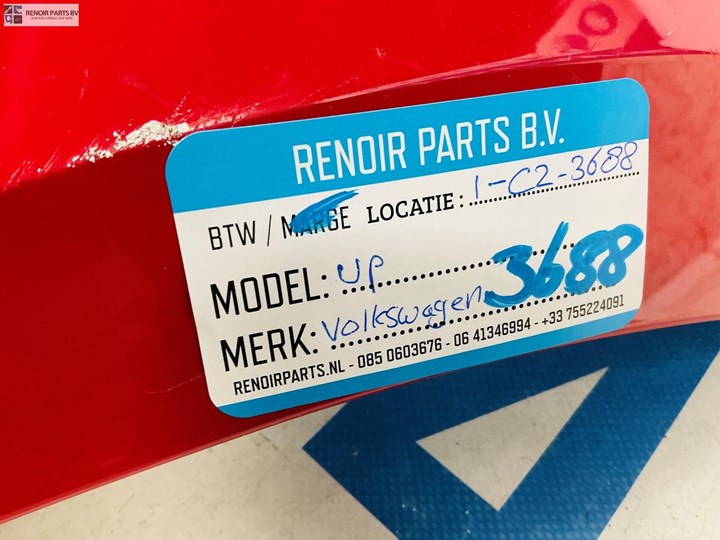 RENOIR PARTS BV
RENOIR PARTS B.V.
BTW / MARGE LOCATIE: 1-C2-3688
MODEL: up 3688
MERK: Volkswagen
RENOIRPARTS.NL - 085 0603676 - 06 41346994 - +33 755224091